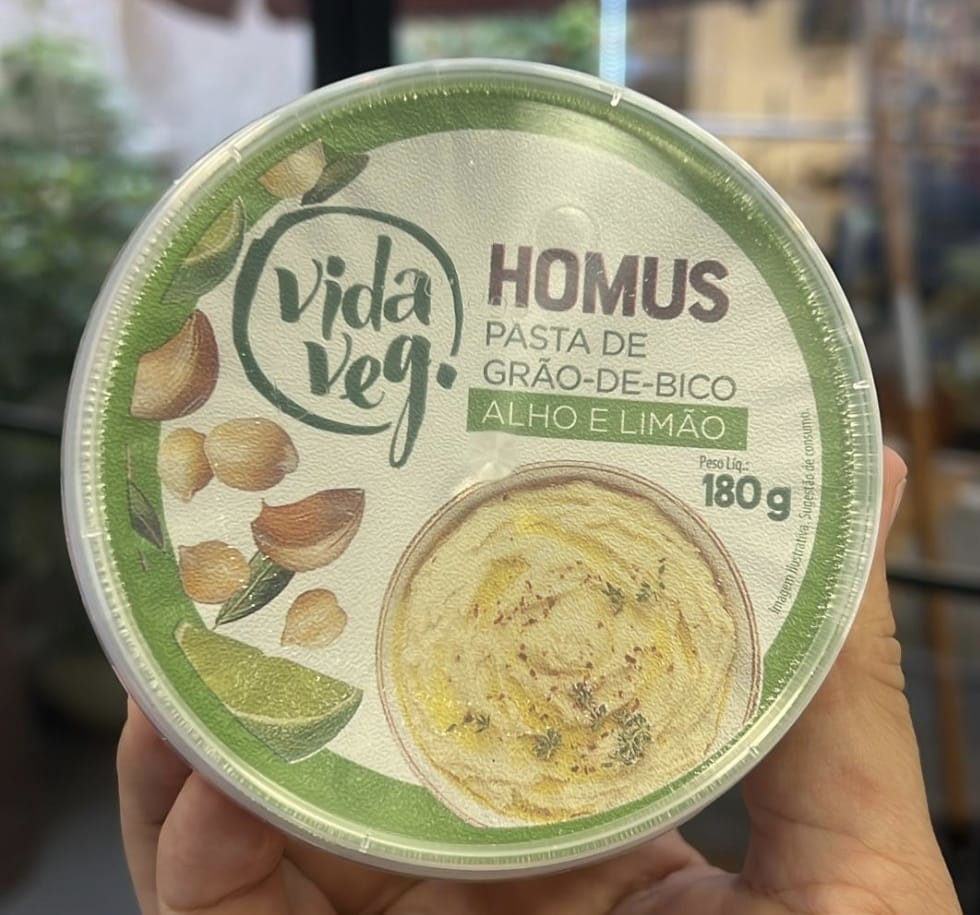 vida
veg.
HOMUS
PASTA DE
GRÃO-DE-BICO
ALHO E LIMÃO
Peso Líq.:
180g
Imagem ilustrativa. Sugestão de consumo.